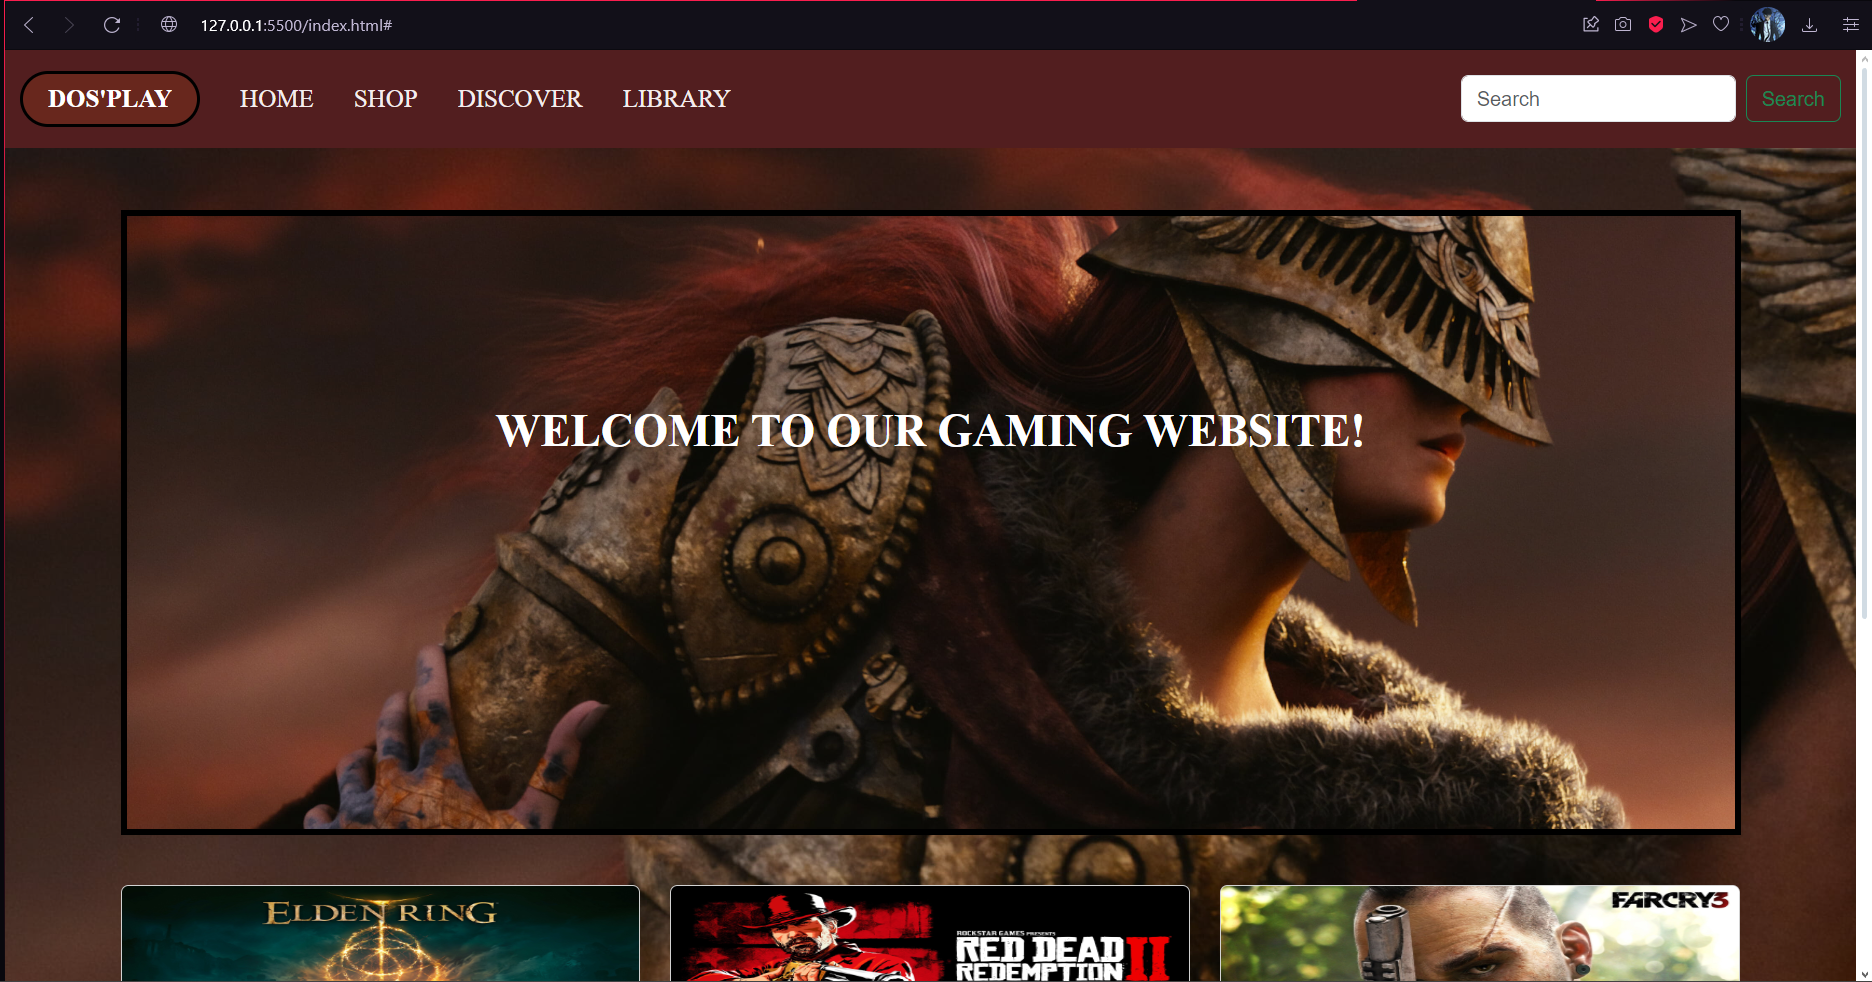 127.0.0.1:5500/index.html#
DOS'PLAY HOME SHOP DISCOVER LIBRARY Search Search
WELCOME TO OUR GAMING WEBSITE!
ELDEN RING
ROCKSTAR GAMES PRESENTS
RED DEAD
REDEMPTION II
FARCRY3